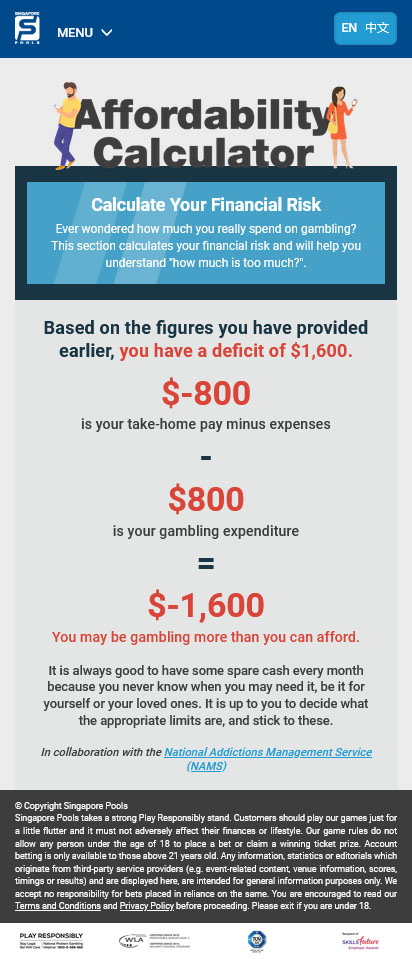 SINGAPORE
POOLS
MENU
EN 中文
Affordability
Calculator
Calculate Your Financial Risk
Ever wondered how much you really spend on gambling?
This section calculates your financial risk and will help you
understand "how much is too much?".
Based on the figures you have provided
earlier, you have a deficit of $1,600.
$-800
is your take-home pay minus expenses
-
$800
is your gambling expenditure
=
$-1,600
You may be gambling more than you can afford.
It is always good to have some spare cash every month
because you never know when you may need it, be it for
yourself or your loved ones. It is up to you to decide what
the appropriate limits are, and stick to these.
In collaboration with the National Addictions Management Service
(NAMS)
© Copyright Singapore Pools
Singapore Pools takes a strong Play Responsibly stand. Customers should play our games just for
a little flutter and it must not adversely affect their finances or lifestyle. Our game rules do not
allow any person under the age of 18 to place a bet or claim a winning ticket prize. Account
betting is only available to those above 21 years old. Any information, statistics or editorials which
originate from third-party service providers (e.g. event-related content, venue information, scores,
timings or results) and are displayed here, are intended for general information purposes only. We
accept no responsibility for bets placed in reliance on the same. You are encouraged to read our
Terms and Conditions and Privacy Policy before proceeding. Please exit if you are under 18.
PLAY RESPONSIBLY
WLA
SKILLSfuture